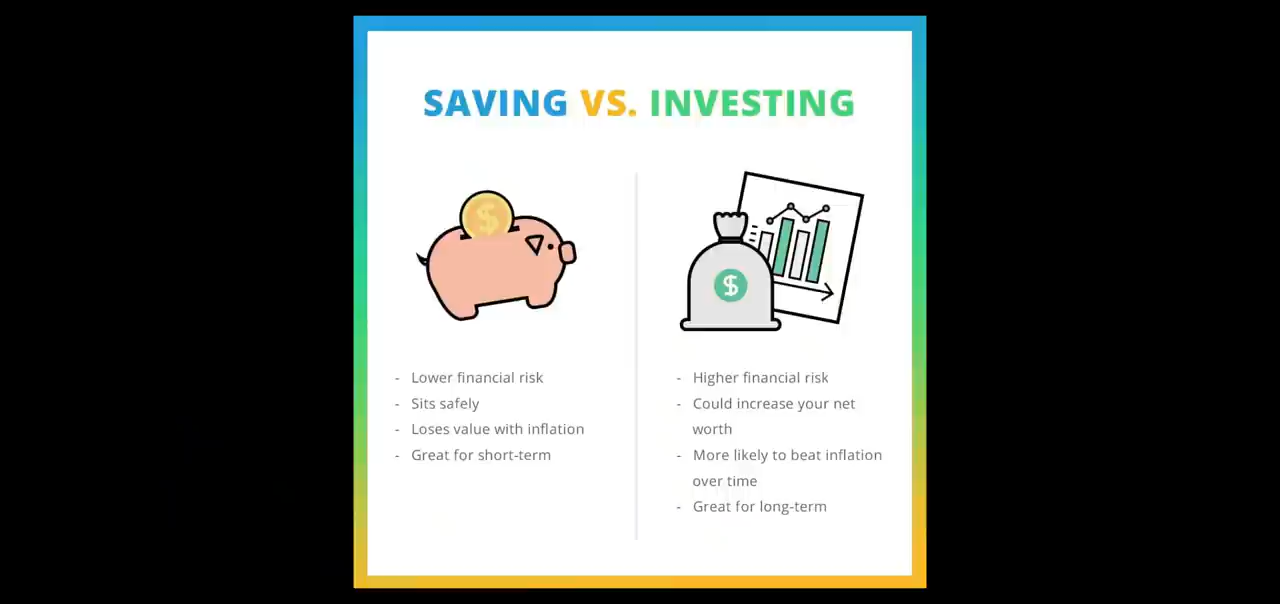 SAVING VS. INVESTING
$
- Lower financial risk
- Sits safely
- Loses value with inflation
- Great for short-term
$
- Higher financial risk
- Could increase your net
worth
- More likely to beat inflation
over time
- Great for long-term